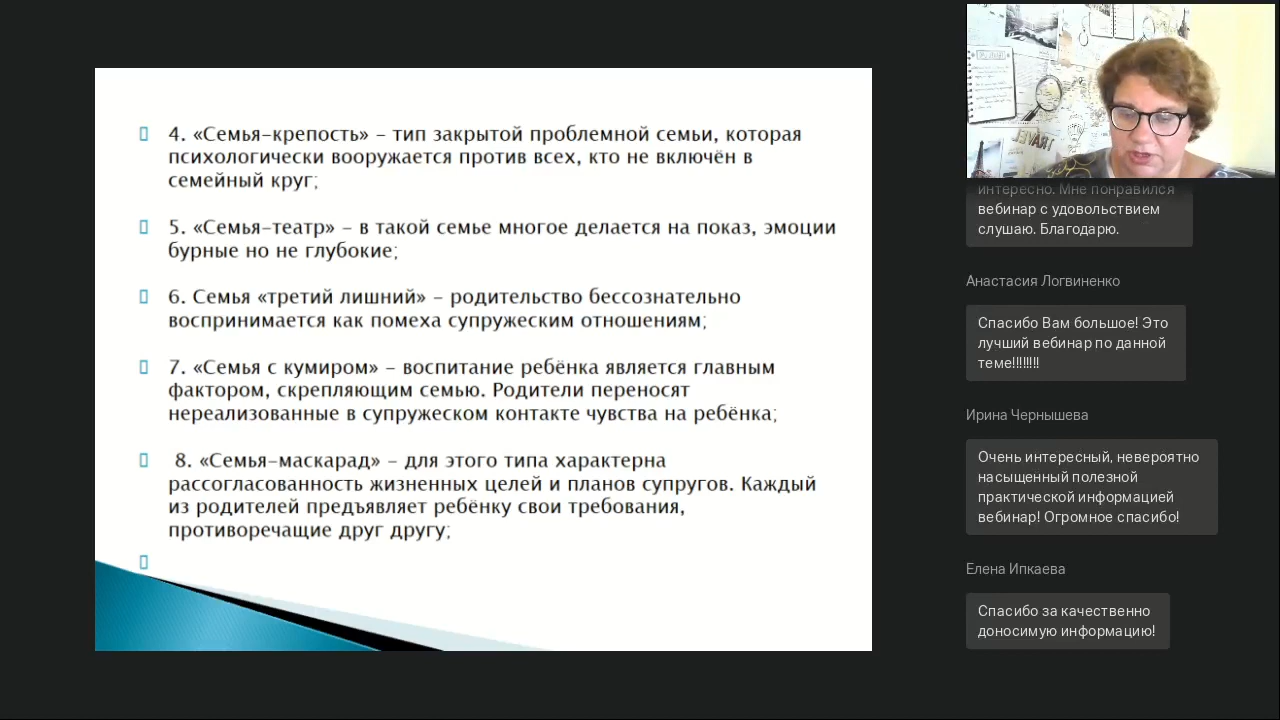 4. «Семья-крепость» – тип закрытой проблемной семьи, которая
психологически вооружается против всех, кто не включён в
семейный круг;
5. «Семья-театр» – в такой семье многое делается на показ, эмоции
бурные но не глубокие;
6. Семья «третий лишний» – родительство бессознательно
воспринимается как помеха супружеским отношениям;
7. «Семья с кумиром» – воспитание ребёнка является главным
фактором, скрепляющим семью. Родители переносят
нереализованные в супружеском контакте чувства на ребёнка;
8. «Семья-маскарад» – для этого типа характерна
рассогласованность жизненных целей и планов супругов. Каждый
из родителей предъявляет ребёнку свои требования,
противоречащие друг другу;
интересно. Мне понравился
вебинар с удовольствием
слушаю. Благодарю.
Анастасия Логвиненко
Спасибо Вам большое! Это
лучший вебинар по данной
теме!!!!!!!!
Ирина Чернышева
Очень интересный, невероятно
насыщенный полезной
практической информацией
вебинар! Огромное спасибо!
Елена Ипкаева
Спасибо за качественно
доносимую информацию!